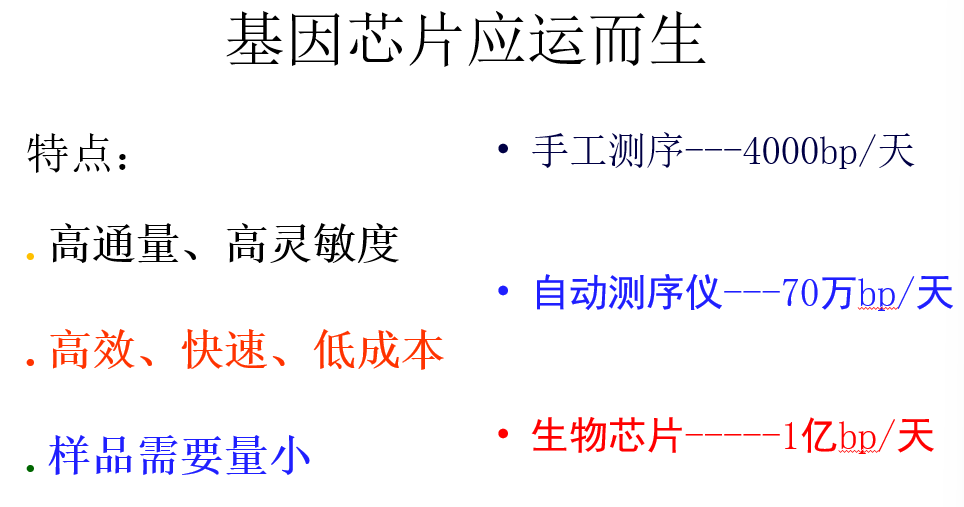 基因芯片应运而生
特点：
. 高通量、高灵敏度
. 高效、快速、低成本
. 样品需要量小
• 手工测序---4000bp/天
• 自动测序仪---70万bp/天
• 生物芯片-----1亿bp/天